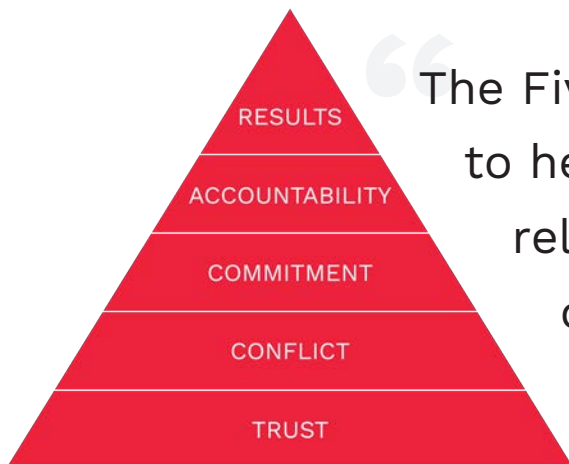 RESULTS
ACCOUNTABILITY
COMMITMENT
CONFLICT
TRUST
“
The Fiv
to he
rel